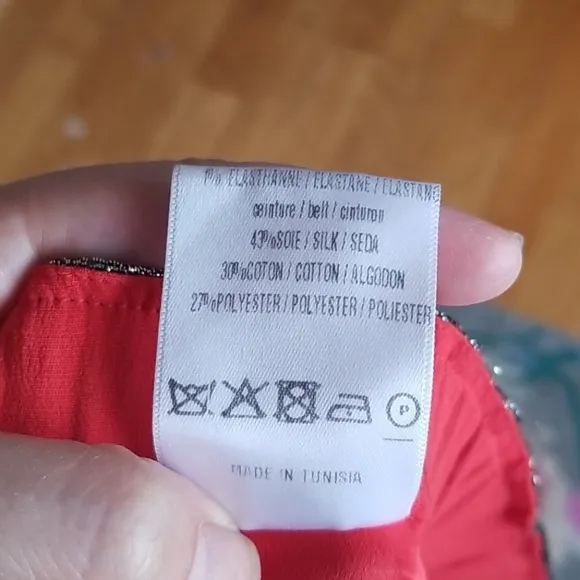 1% ELASTHANNE / ELASTANE / ELASTAN
ceinture / belt / cinturon
43%SOIE / SILK / SEDA
30%COTON / COTTON / ALGODON
27%POLYESTER / POLYESTER / POLIESTER
P
MADE IN TUNISIA